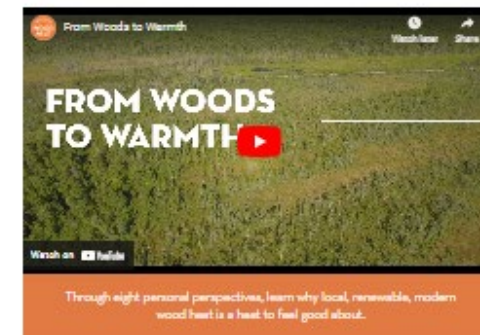 From Woods to Warmth
Watch later Share
FROM WOODS
TO WARMTH
Watch on YouTube
Through eight personal perspectives, learn why local, renewable, modern
wood heat is a heat to feel good about.